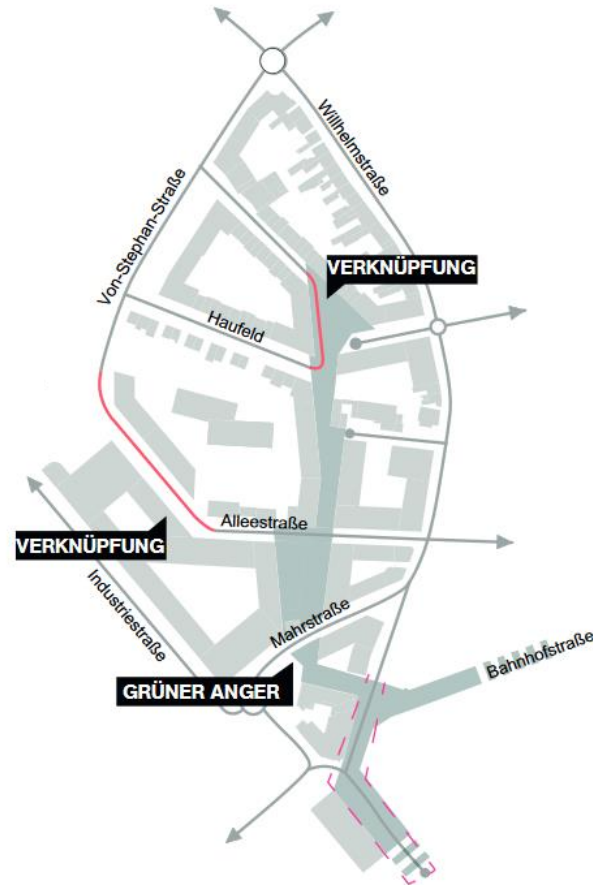 Willhelmstraße
Von-Stephan-Straße
VERKNÜPFUNG
Haufeld
Alleestraße
VERKNÜPFUNG
Industriestraße
Mahrstraße
Bahnhofstraße
GRÜNER ANGER